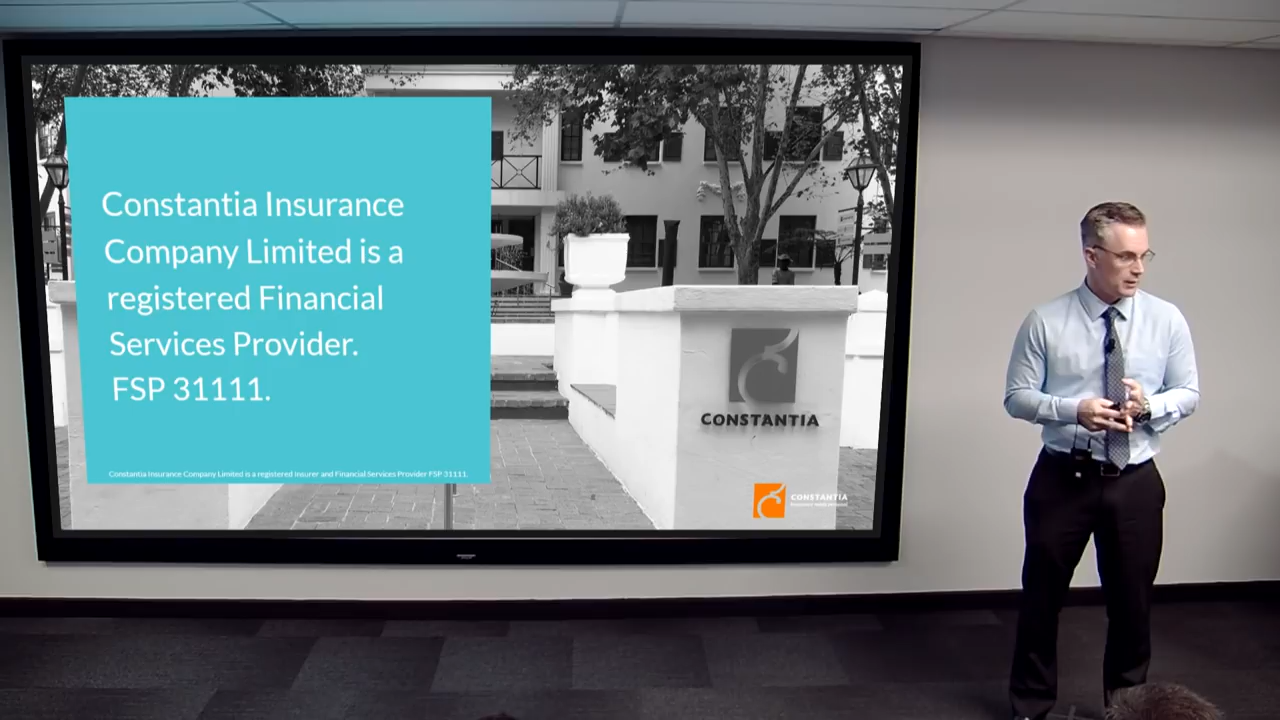 Constantia Insurance
Company Limited is a
registered Financial
Services Provider.
FSP 31111.
Constantia Insurance Company Limited is a registered Insurer and Financial Services Provider FSP 31111.
CONSTANTIA
CONSTANTIA